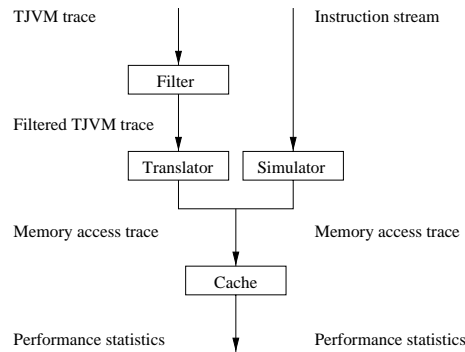 TJVM trace
Instruction stream
Filter
Filtered TJVM trace
Translator
Simulator
Memory access trace
Memory access trace
Cache
Performance statistics
Performance statistics